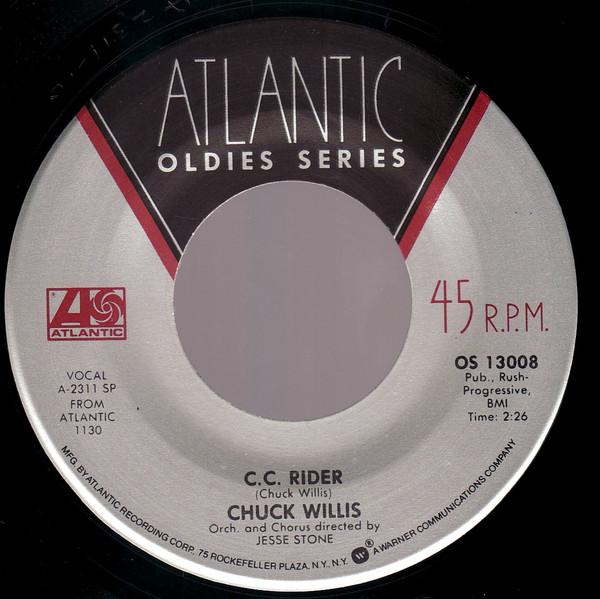 ATLANTIC
OLDIES SERIES
ATLANTIC
45 R.P.M.
VOCAL
A-2311 SP
FROM
ATLANTIC
1130
OS 13008
Pub., Rush-
Progressive,
BMI
Time: 2:26
C.C. RIDER
(Chuck Willis)
CHUCK WILLIS
Orch. and Chorus directed by
JESSE STONE
MFG. BY ATLANTIC RECORDING CORP., 75 ROCKEFELLER PLAZA, N.Y., N.Y. ® A WARNER COMMUNICATIONS COMPANY